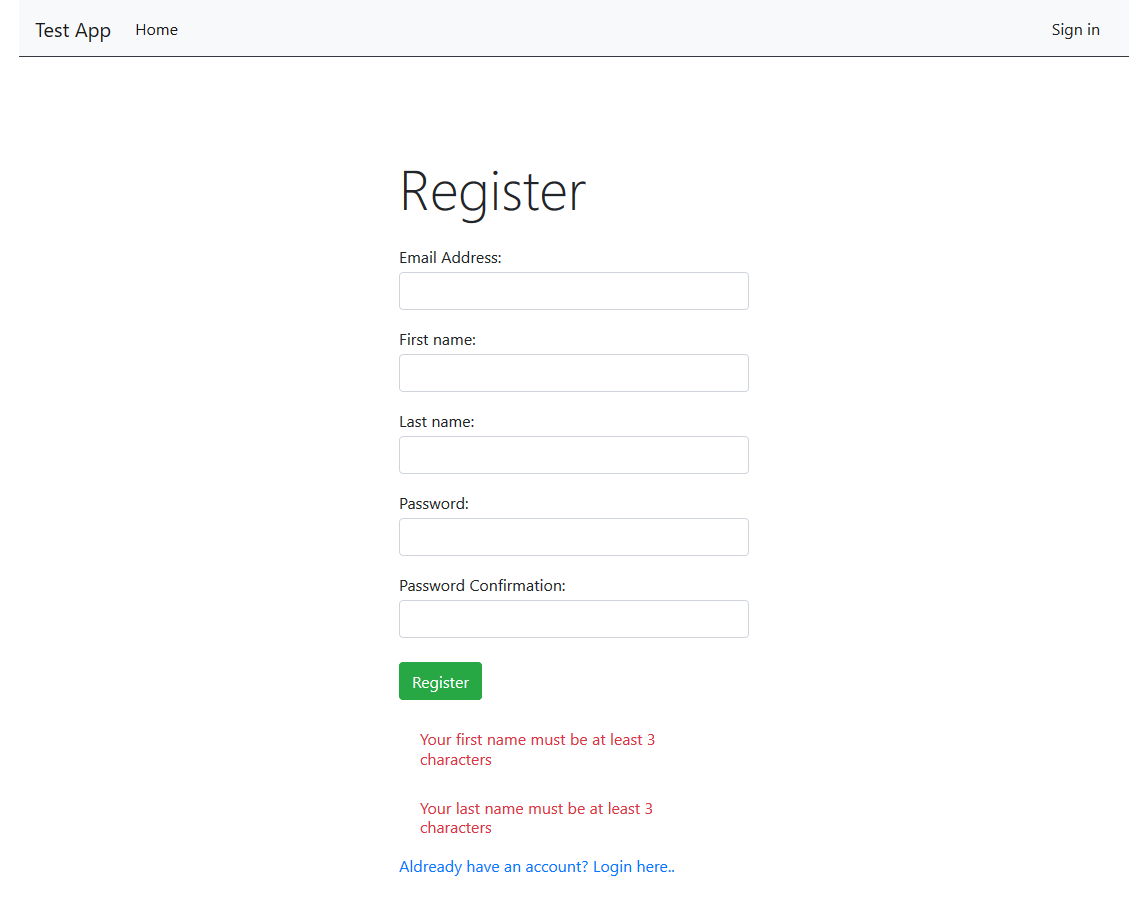 Test App Home Sign in
Register
Email Address:
First name:
Last name:
Password:
Password Confirmation:
Register
Your first name must be at least 3
characters
Your last name must be at least 3
characters
Aldready have an account? Login here..